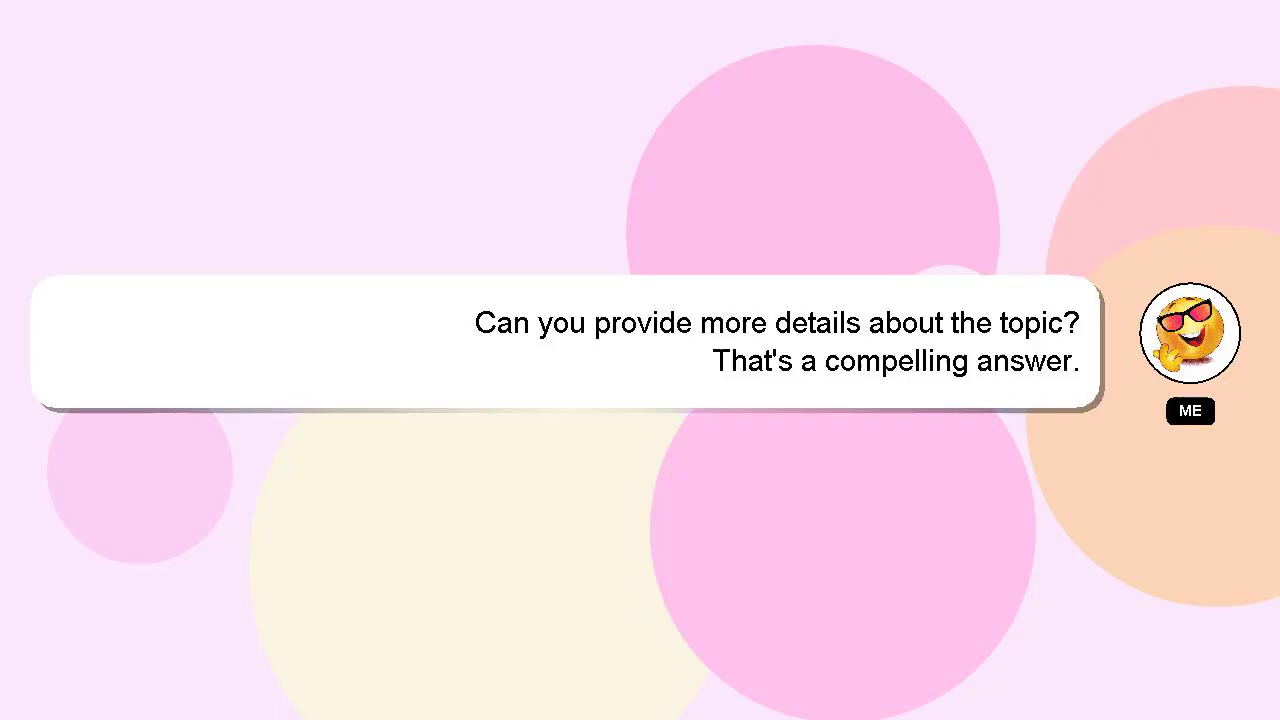 Can you provide more details about the topic?
That's a compelling answer.
ME